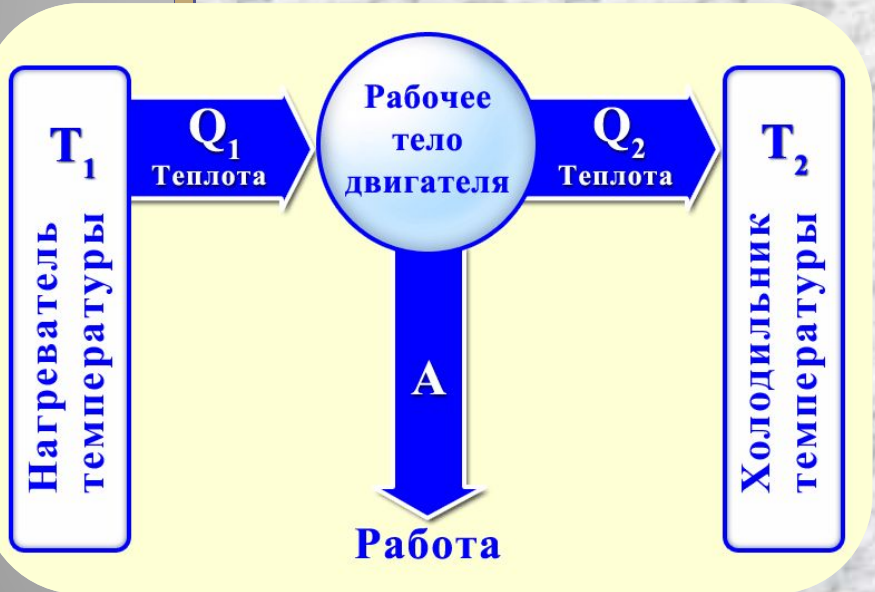 T1
Нагреватель
температуры
Q1
Теплота
Рабочее
тело
двигателя
Q2
Теплота
T2
Холодильник
температуры
A
Работа